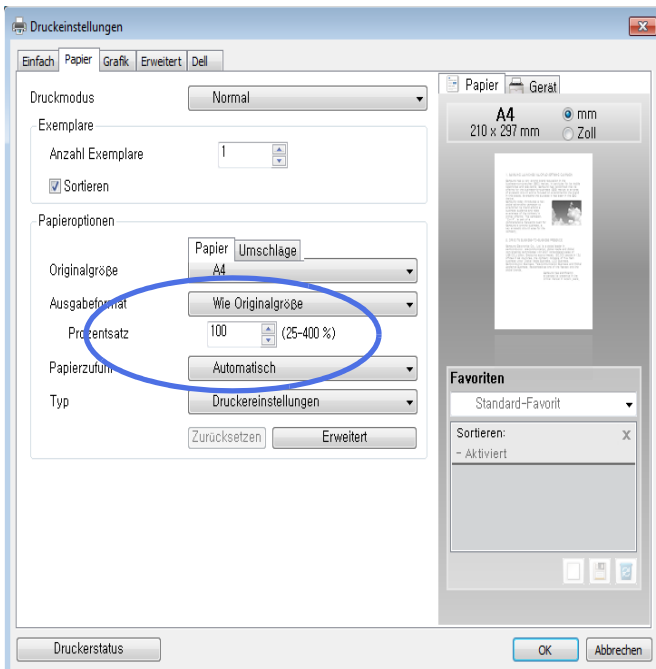 Druckeinstellungen
Einfach Papier Grafik Erweitert Dell
Druckmodus Normal
Exemplare
Anzahl Exemplare 1
Sortieren
Papieroptionen
Papier Umschläge
Originalgröße A4
Ausgabeformat Wie Originalgröße
Prozentsatz 100 (25-400 %)
Papierzufuhr Automatisch
Typ Druckereinstellungen
Zurücksetzen Erweitert
Papier Gerät
A4
210 x 297 mm
mm
Zoll
Favoriten
Standard-Favorit
Sortieren: X
- Aktiviert
Druckerstatus OK Abbrechen